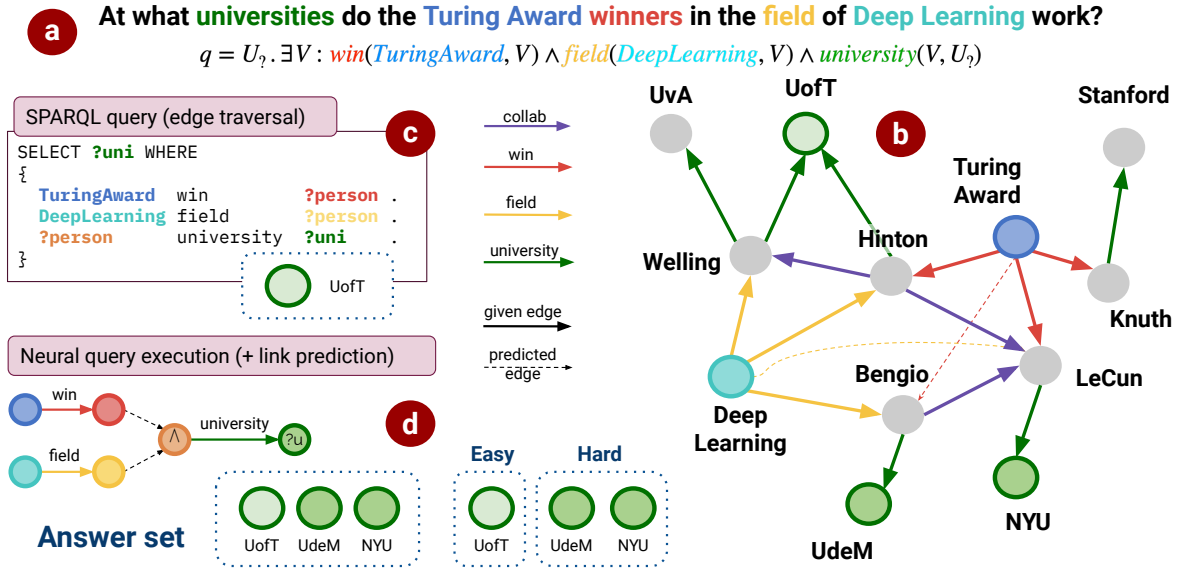 a
At what universities do the Turing Award winners in the field of Deep Learning work?
q = U?.∃V : win(TuringAward, V) ∧ field(DeepLearning, V) ∧ university(V, U?)
SPARQL query (edge traversal)
c
SELECT ?uni WHERE
{
TuringAward win ?person .
DeepLearning field ?person .
?person university ?uni .
}
UofT
Neural query execution (+ link prediction)
win
field
∧
university
?u
d
Answer set
UofT
UdeM
NYU
Easy
UofT
Hard
UdeM
NYU
collab
win
field
university
given edge
predicted
edge
b
UvA
UofT
Stanford
Turing
Award
Welling
Hinton
Knuth
Bengio
LeCun
Deep
Learning
NYU
UdeM